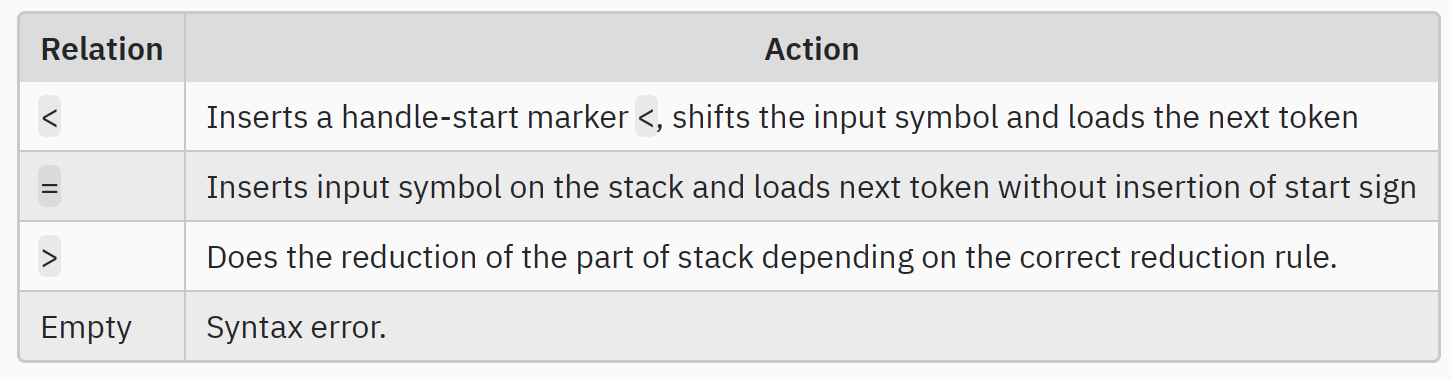 Relation Action
< Inserts a handle-start marker <, shifts the input symbol and loads the next token
= Inserts input symbol on the stack and loads next token without insertion of start sign
> Does the reduction of the part of stack depending on the correct reduction rule.
Empty Syntax error.